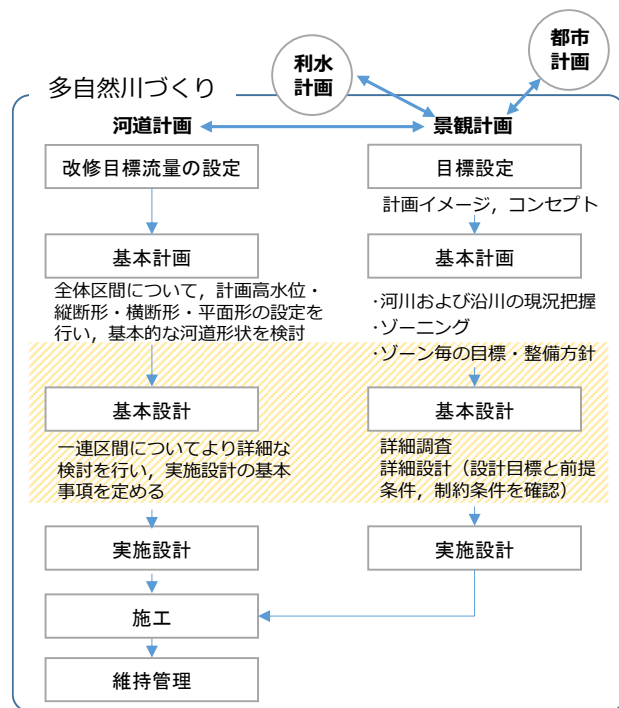 都市
計画
利水
計画
多自然川づくり
河道計画
景観計画
改修目標流量の設定
目標設定
計画イメージ，コンセプト
基本計画
基本計画
全体区間について，計画高水位・
縦断形・横断形・平面形の設定を
行い，基本的な河道形状を検討
･河川および沿川の現況把握
･ゾーニング
･ゾーン毎の目標・整備方針
基本設計
基本設計
一連区間についてより詳細な
検討を行い，実施設計の基本
事項を定める
詳細調査
詳細設計（設計目標と前提
条件，制約条件を確認）
実施設計
実施設計
施工
維持管理